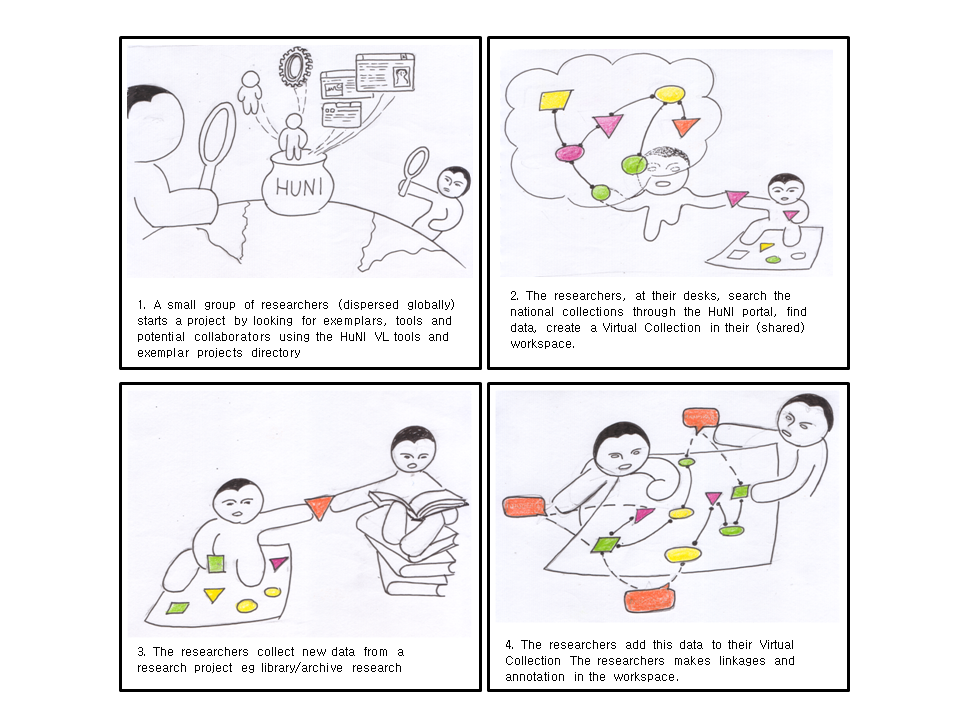 HUNI
1. A small group of researchers (dispersed globally)
starts a project by looking for exemplars, tools and
potential collaborators using the HuNI VL tools and
exemplar projects directory
2. The researchers, at their desks, search the
national collections through the HuNI portal, find
data, create a Virtual Collection in their (shared)
workspace.
3. The researchers collect new data from a
research project eg library/archive research
4. The researchers add this data to their Virtual
Collection The researchers makes linkages and
annotation in the workspace.